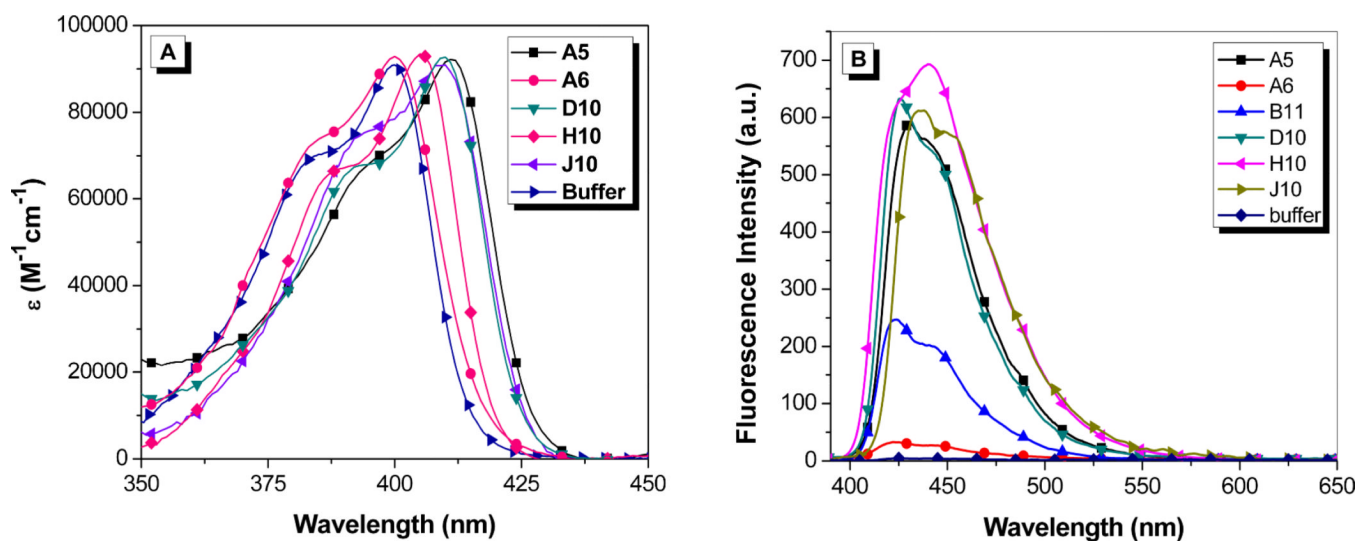 A
A5
A6
D10
H10
J10
Buffer
100000
80000
60000
40000
20000
0
350
375
400
425
450
ε (M⁻¹cm⁻¹)
Wavelength (nm)
B
A5
A6
B11
D10
H10
J10
buffer
700
600
500
400
300
200
100
0
400
450
500
550
600
650
Fluorescence Intensity (a.u.)
Wavelength (nm)